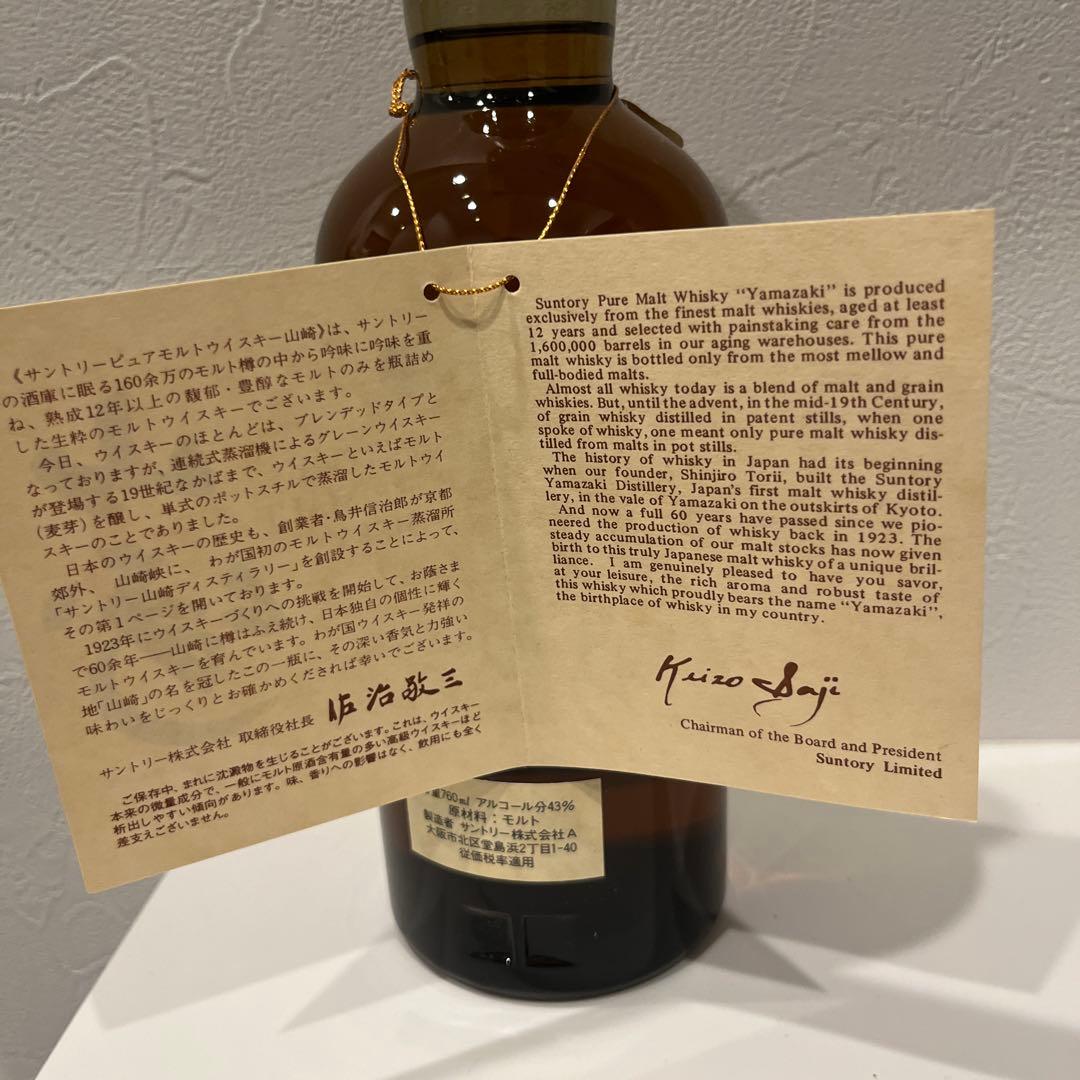 《サントリーピュアモルトウイスキー山崎》は、サントリー
の酒庫に眠る160余万のモルト樽の中から吟味に吟味を重
ね、熟成12年以上の馥郁・豊醇なモルトのみを瓶詰め
した生粋のモルトウイスキーでございます。
今日、ウイスキーのほとんどは、ブレンデッドタイプと
なっておりますが、連続式蒸溜機によるグレーンウイスキー
が登場する19世紀なかばまで、ウイスキーといえばモルト
(麦芽)を醸し、単式のポットスチルで蒸溜したモルトウイ
スキーのことでありました。
日本のウイスキーの歴史も、創業者・鳥井信治郎が京都
郊外、山崎峡に、わが国初のモルトウイスキー蒸溜所
「サントリー山崎ディスティラリー」を創設することによって、
その第1ページを開いております。
1923年にウイスキーづくりへの挑戦を開始して、お蔭さま
で60余年——山崎に樽はふえ続け、日本独自の個性に輝く
モルトウイスキーを育んでいます。わが国ウイスキー発祥の
地「山崎」の名を冠したこの一瓶に、その深い香気と力強い
味わいをじっくりとお確かめくだされば幸いでございます。
サントリー株式会社 取締役社長 佐治敬三
ご保存中、まれに沈澱物を生じることがございます。これは、ウイスキー
本来の微量成分で、一般にモルト原酒含有量の多い高級ウイスキーほど
析出しやすい傾向があります。味、香りへの影響はなく、飲用にも全く
差支えございません。
Suntory Pure Malt Whisky “Yamazaki” is produced
exclusively from the finest malt whiskies, aged at least
12 years and selected with painstaking care from the
1,600,000 barrels in our aging warehouses. This pure
malt whisky is bottled only from the most mellow and
full-bodied malts.
Almost all whisky today is a blend of malt and grain
whiskies. But, until the advent, in the mid-19th Century,
of grain whisky distilled in patent stills, when one
spoke of whisky, one meant only pure malt whisky dis-
tilled from malts in pot stills.
The history of whisky in Japan had its beginning
when our founder, Shinjiro Torii, built the Suntory
Yamazaki Distillery, Japan's first malt whisky distil-
lery, in the vale of Yamazaki on the outskirts of Kyoto.
And now a full 60 years have passed since we pio-
neered the production of whisky back in 1923. The
steady accumulation of our malt stocks has now given
birth to this truly Japanese malt whisky of a unique bril-
liance. I am genuinely pleased to have you savor,
at your leisure, the rich aroma and robust taste of
this whisky which proudly bears the name “Yamazaki”,
the birthplace of whisky in my country.
Keizo Saji
Chairman of the Board and President
Suntory Limited
量760ml アルコール分43%
原材料：モルト
製造者 サントリー株式会社A
大阪市北区堂島浜2丁目1-40
従価税率適用